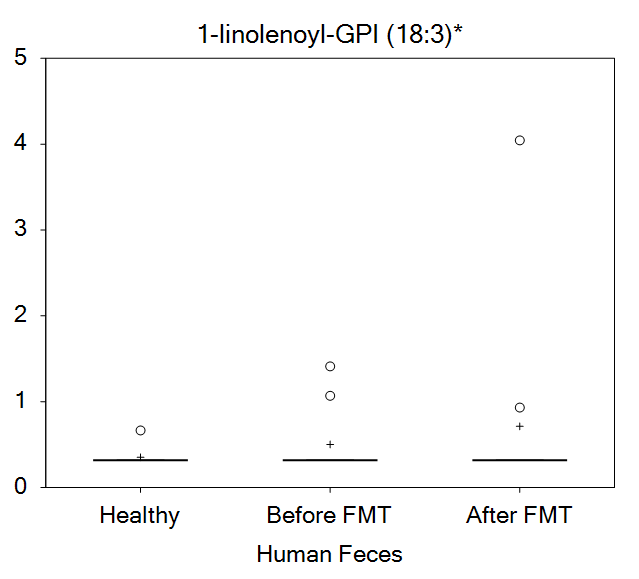 1-linolenoyl-GPI (18:3)*
5
4
3
2
1
0
Healthy
Before FMT
After FMT
Human Feces